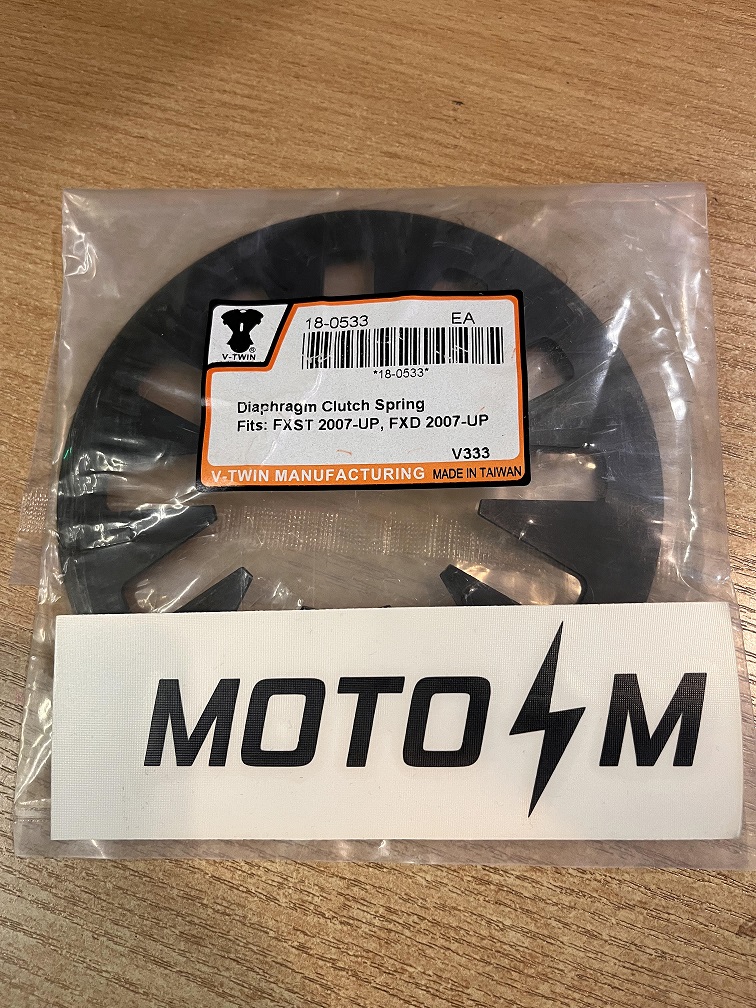 18-0533 EA
*18-0533*
V-TWIN ®
Diaphragm Clutch Spring
Fits: FXST 2007-UP, FXD 2007-UP
V333
V-TWIN MANUFACTURING MADE IN TAIWAN
MOTO M